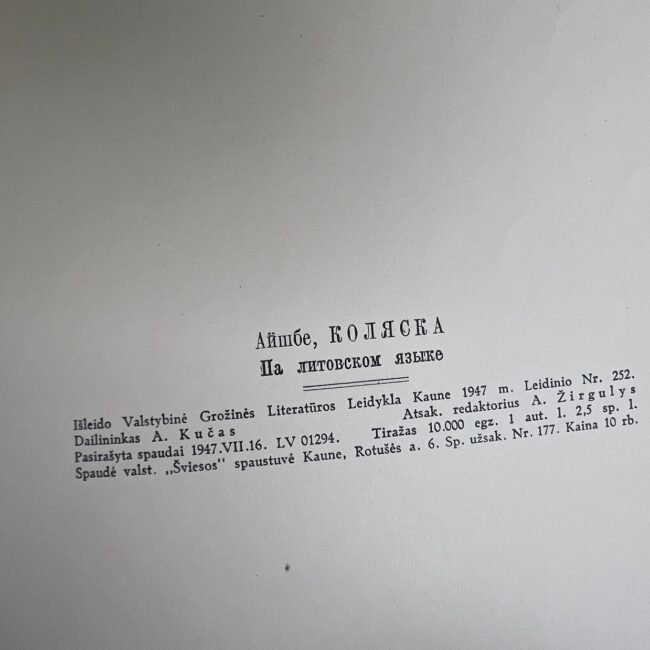 Айшбе, КОЛЯСКА
Па литовском языке
Išleido Valstybinė Grožinės Literatūros Leidykla Kaune 1947 m. Leidinio Nr. 252.
Dailininkas A. Kučas Atsak. redaktorius A. Žirgulys
Pasirašyta spaudai 1947.VII.16. LV 01294. Tiražas 10.000 egz. 1 aut. l. 2,5 sp. l.
Spaudė valst. „Šviesos" spaustuvė Kaune, Rotušės a. 6. Sp. užsak. Nr. 177. Kaina 10 rb.